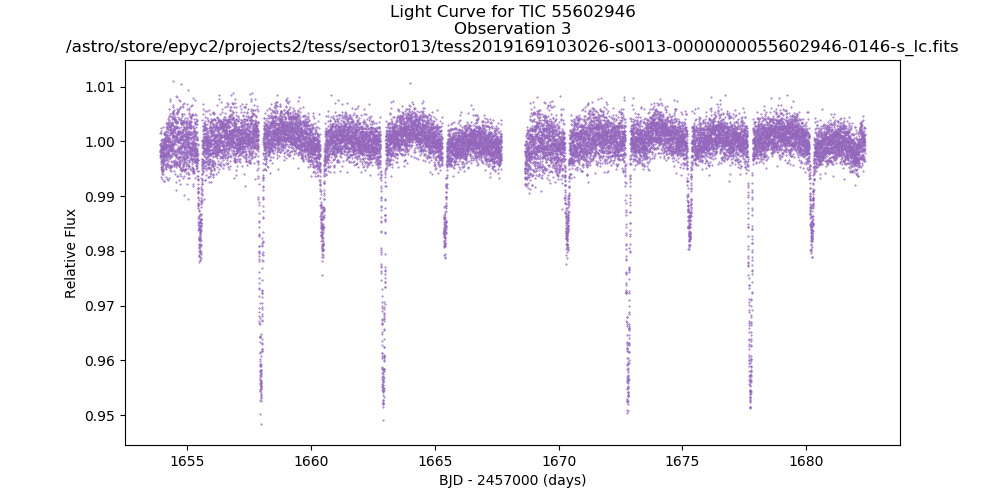 Light Curve for TIC 55602946
Observation 3
/astro/store/epyc2/projects2/tess/sector013/tess2019169103026-s0013-0000000055602946-0146-s_lc.fits
1.01
1.00
0.99
0.98
0.97
0.96
0.95
Relative Flux
1655
1660
1665
1670
1675
1680
BJD - 2457000 (days)